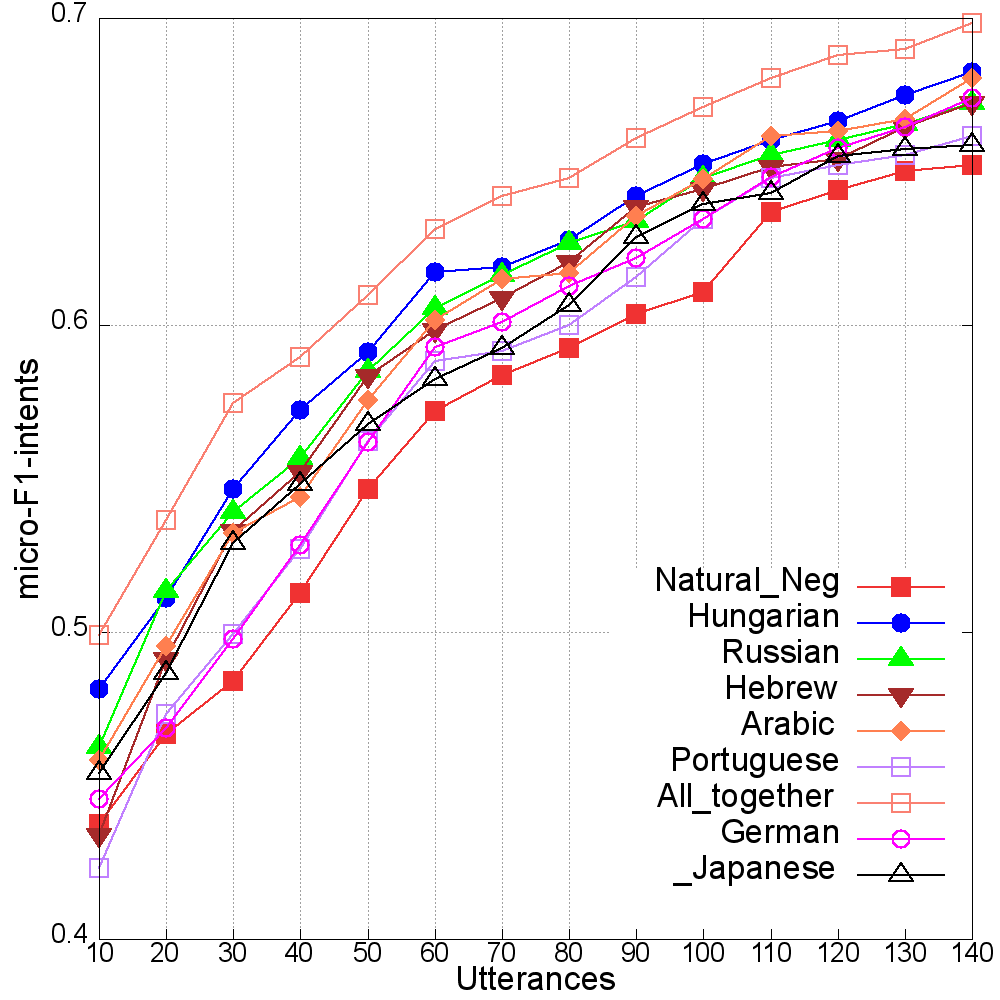 0.7
0.6
0.5
0.4
micro-F1-intents
Natural_Neg
Hungarian
Russian
Hebrew
Arabic
Portuguese
All_together
German
_Japanese
10 20 30 40 50 60 70 80 90 100 110 120 130 140
Utterances